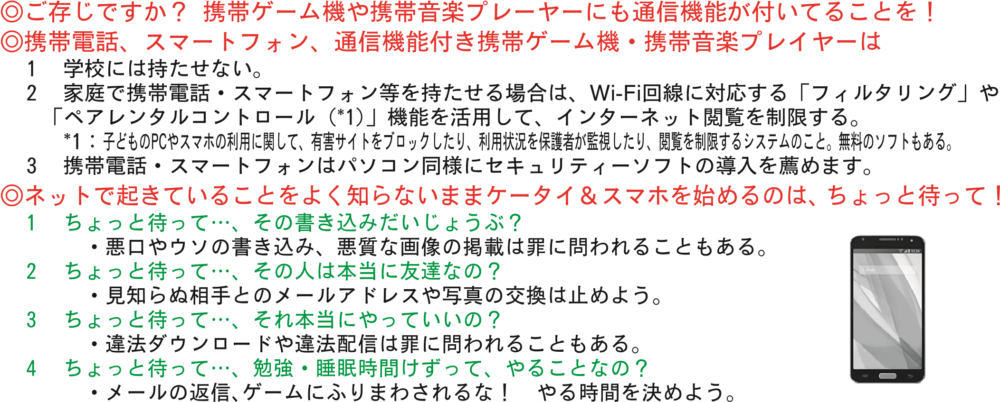 ◎ご存じですか？ 携帯ゲーム機や携帯音楽プレーヤーにも通信機能が付いてることを！
◎携帯電話、スマートフォン、通信機能付き携帯ゲーム機・携帯音楽プレイヤーは
1　学校には持たせない。
2　家庭で携帯電話・スマートフォン等を持たせる場合は、Wi-Fi回線に対応する「フィルタリング」や
「ペアレンタルコントロール（*1）」機能を活用して、インターネット閲覧を制限する。
*1：子どものPCやスマホの利用に関して、有害サイトをブロックしたり、利用状況を保護者が監視したり、閲覧を制限するシステムのこと。無料のソフトもある。
3　携帯電話・スマートフォンはパソコン同様にセキュリティーソフトの導入を薦めます。
◎ネットで起きていることをよく知らないままケータイ＆スマホを始めるのは、ちょっと待って！
1　ちょっと待って…、その書き込みだいじょうぶ？
・悪口やウソの書き込み、悪質な画像の掲載は罪に問われることもある。
2　ちょっと待って…、その人は本当に友達なの？
・見知らぬ相手とのメールアドレスや写真の交換は止めよう。
3　ちょっと待って…、それ本当にやっていいの？
・違法ダウンロードや違法配信は罪に問われることもある。
4　ちょっと待って…、勉強・睡眠時間けずって、やることなの？
・メールの返信、ゲームにふりまわされるな！　やる時間を決めよう。
12:34
Google